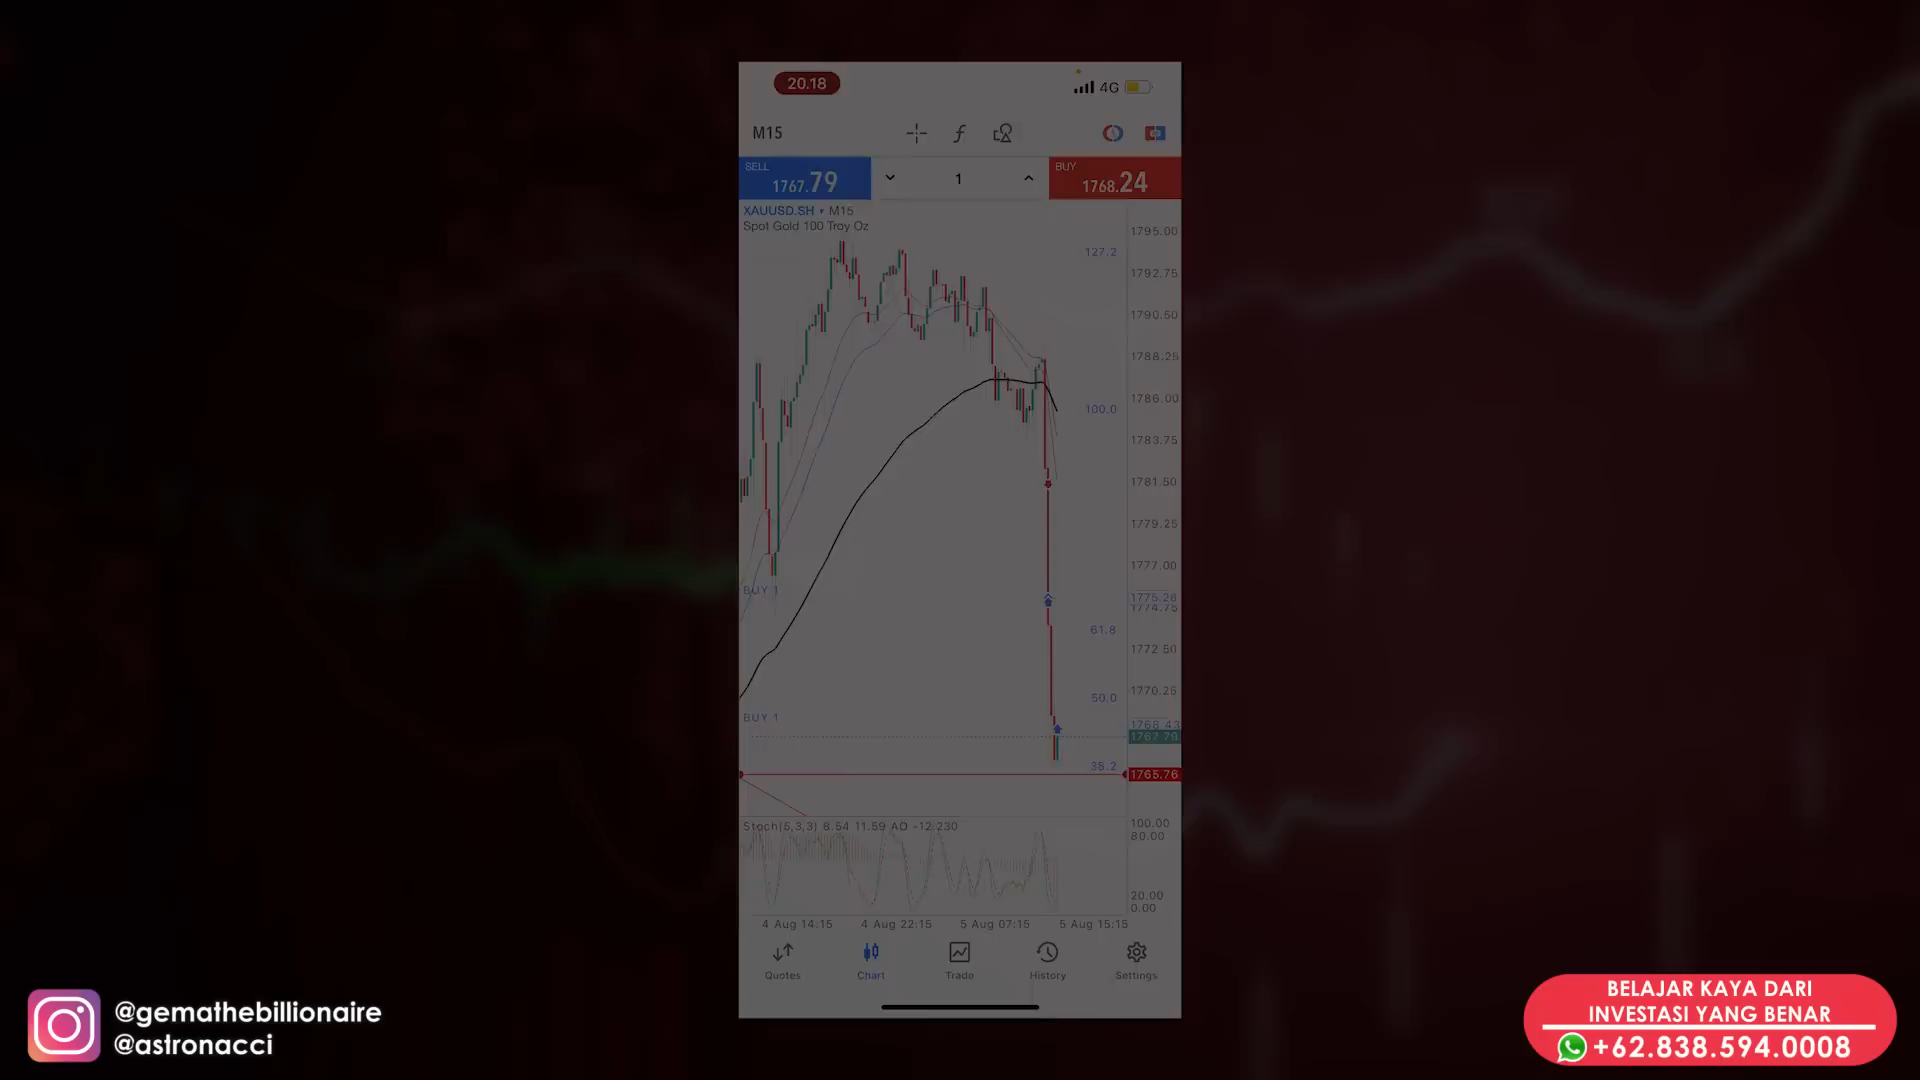 20.18
4G
M15
SELL
1767.79
1
BUY
1768.24
XAUUSD.SH ▾ M15
Spot Gold 100 Troy Oz
1795.00
127.2
1792.75
1790.50
1788.25
1786.00
100.0
1783.75
1781.50
1779.25
1777.00
BUY 1
1775.28
1774.75
61.8
1772.50
1770.25
50.0
BUY 1
1768.43
1767.79
38.2
1765.76
Stoch(5,3,3) 8.54 11.59 AO -12.230
100.00
80.00
20.00
0.00
4 Aug 14:15 4 Aug 22:15 5 Aug 07:15 5 Aug 15:15
Quotes Chart Trade History Settings
@gemathebillionaire
@astronacci
BELAJAR KAYA DARI
INVESTASI YANG BENAR
+62.838.594.0008